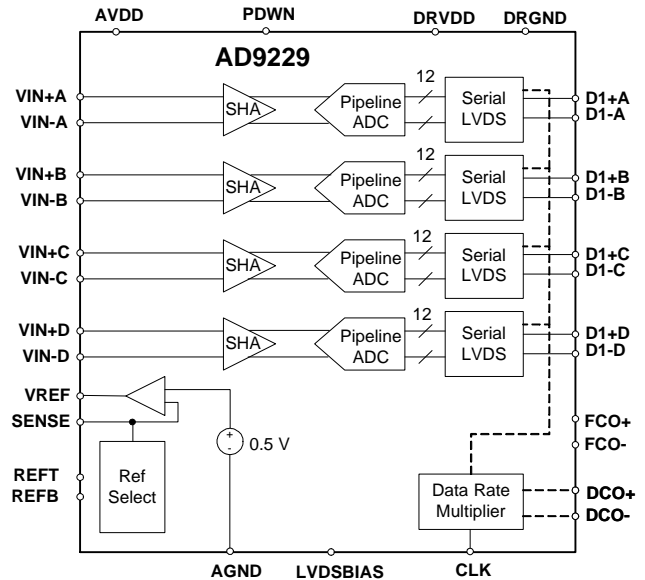 AVDD PDWN DRVDD DRGND
AD9229
VIN+A
VIN-A
SHA
Pipeline
ADC
12
Serial
LVDS
D1+A
D1-A
VIN+B
VIN-B
SHA
Pipeline
ADC
12
Serial
LVDS
D1+B
D1-B
VIN+C
VIN-C
SHA
Pipeline
ADC
12
Serial
LVDS
D1+C
D1-C
VIN+D
VIN-D
SHA
Pipeline
ADC
12
Serial
LVDS
D1+D
D1-D
VREF
SENSE
+
-
0.5 V
FCO+
FCO-
REFT
REFB
Ref
Select
Data Rate
Multiplier
DCO+
DCO-
AGND LVDSBIAS CLK